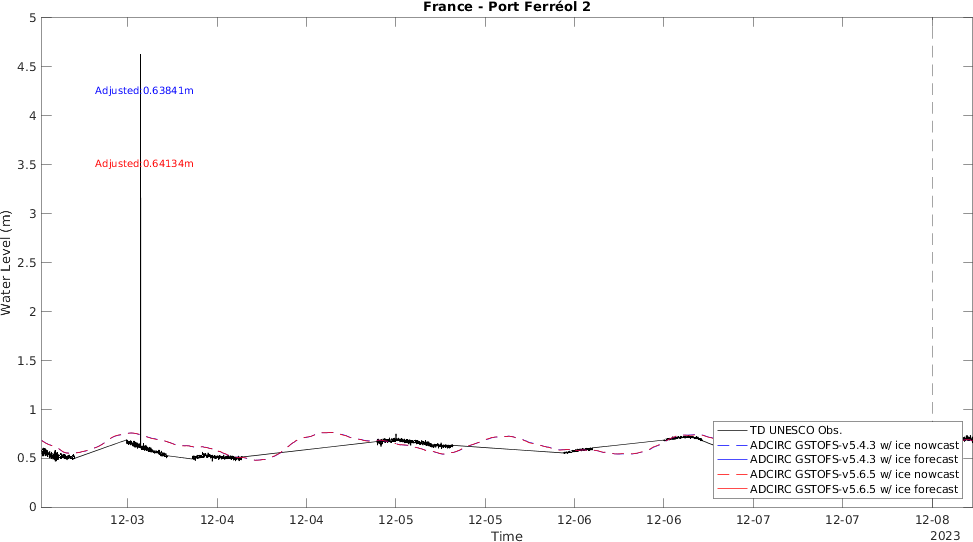 France - Port Ferréol 2
5
4.5
4
3.5
3
2.5
2
1.5
1
0.5
0
Water Level (m)
Adjusted 0.63841m
Adjusted 0.64134m
TD UNESCO Obs.
ADCIRC GSTOFS-v5.4.3 w/ ice nowcast
ADCIRC GSTOFS-v5.4.3 w/ ice forecast
ADCIRC GSTOFS-v5.6.5 w/ ice nowcast
ADCIRC GSTOFS-v5.6.5 w/ ice forecast
12-03 12-04 12-04 12-05 12-05 12-06 12-06 12-07 12-07 12-08
2023
Time